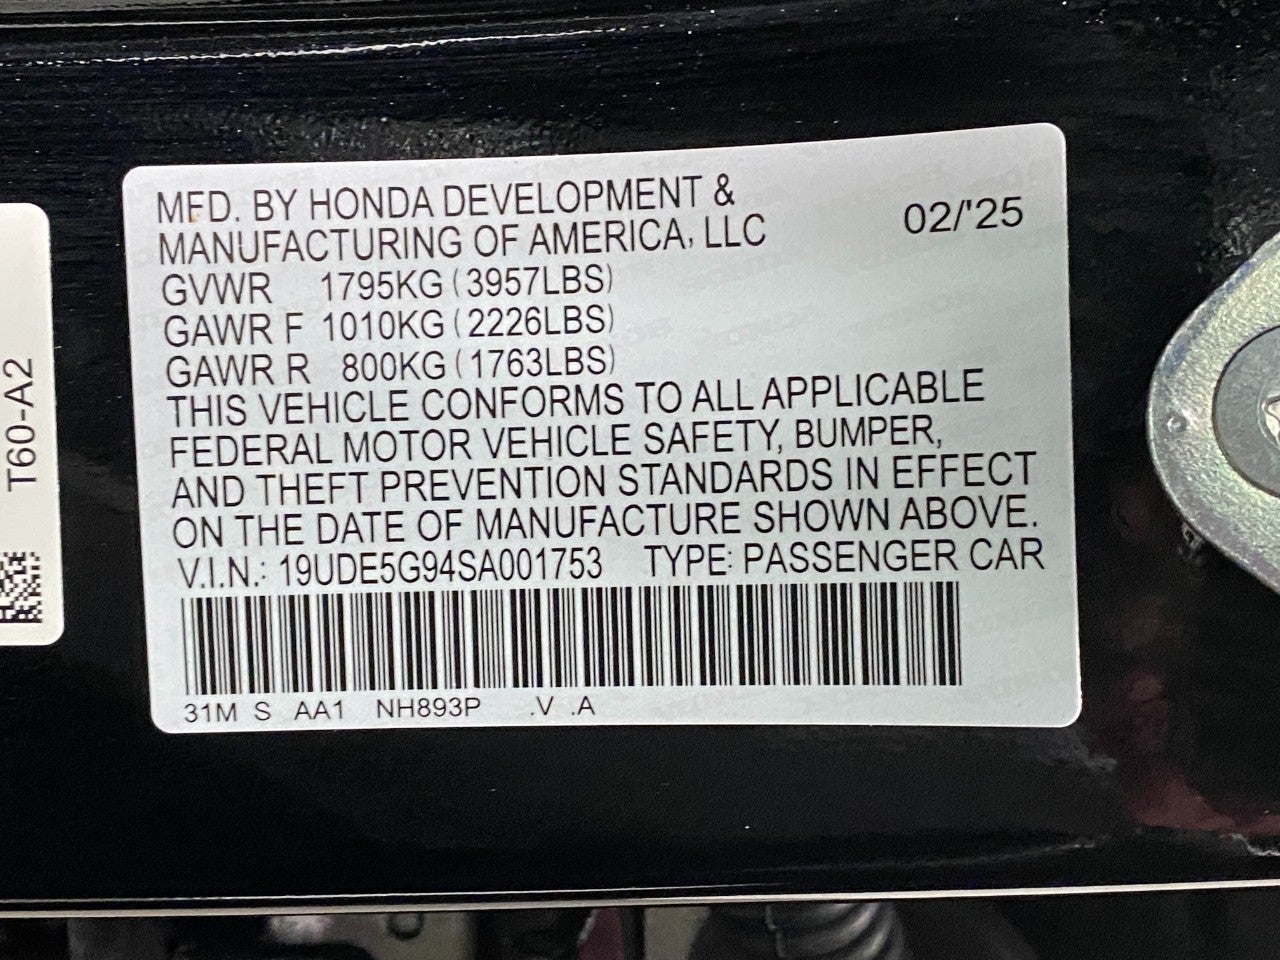 MFD. BY HONDA DEVELOPMENT &
MANUFACTURING OF AMERICA, LLC
02/'25
GVWR 1795KG (3957LBS)
GAWR F 1010KG (2226LBS)
GAWR R 800KG (1763LBS)
THIS VEHICLE CONFORMS TO ALL APPLICABLE
FEDERAL MOTOR VEHICLE SAFETY, BUMPER,
AND THEFT PREVENTION STANDARDS IN EFFECT
ON THE DATE OF MANUFACTURE SHOWN ABOVE.
V.I.N.: 19UDE5G94SA001753 TYPE: PASSENGER CAR
31M S AA1 NH893P .V .A
T60-A2